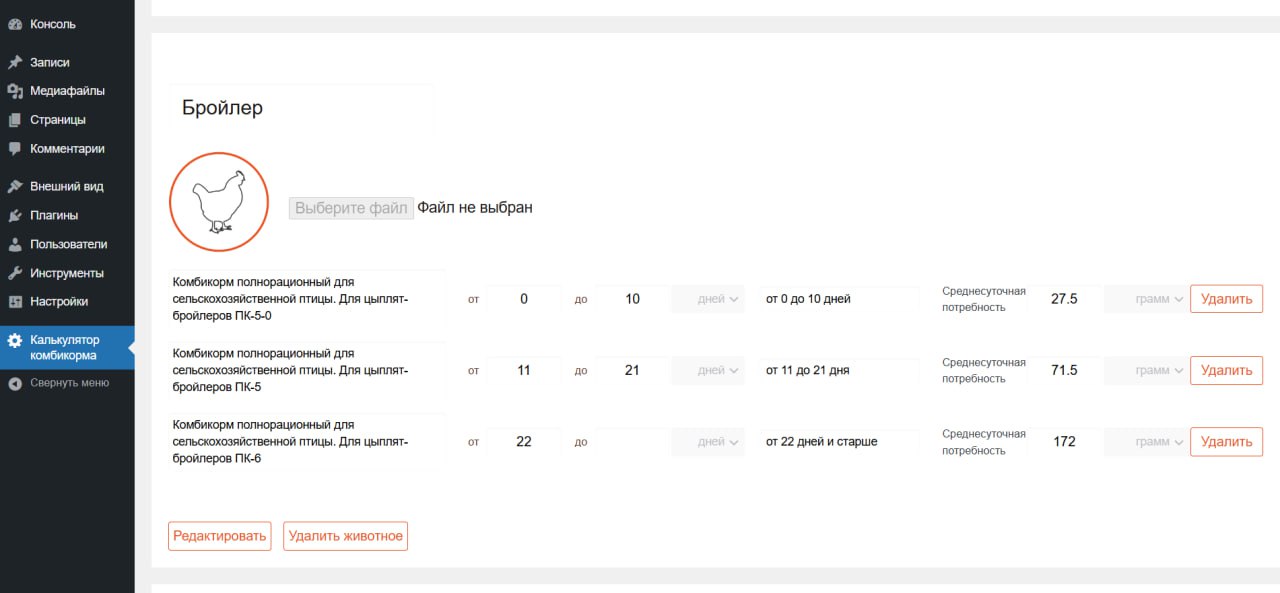 Консоль
Записи
Медиафайлы
Страницы
Комментарии
Внешний вид
Плагины
Пользователи
Инструменты
Настройки
Калькулятор
комбикорма
Свернуть меню
Бройлер
Выберите файл Файл не выбран
Комбикорм полнорационный для
сельскохозяйственной птицы. Для цыплят-
бройлеров ПК-5-0
от 0 до 10 дней от 0 до 10 дней
Среднесуточная
потребность
27.5 грамм Удалить
Комбикорм полнорационный для
сельскохозяйственной птицы. Для цыплят-
бройлеров ПК-5
от 11 до 21 дней от 11 до 21 дня
Среднесуточная
потребность
71.5 грамм Удалить
Комбикорм полнорационный для
сельскохозяйственной птицы. Для цыплят-
бройлеров ПК-6
от 22 до дней от 22 дней и старше
Среднесуточная
потребность
172 грамм Удалить
Редактировать Удалить животное